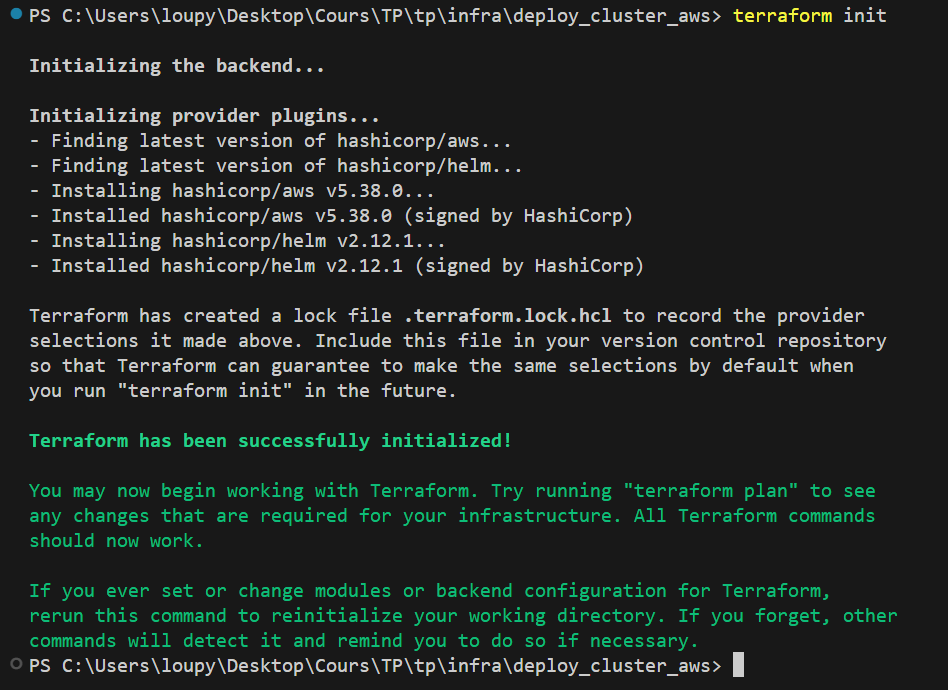 PS C:\Users\loupy\Desktop\Cours\TP\tp\infra\deploy_cluster_aws> terraform init
Initializing the backend...
Initializing provider plugins...
- Finding latest version of hashicorp/aws...
- Finding latest version of hashicorp/helm...
- Installing hashicorp/aws v5.38.0...
- Installed hashicorp/aws v5.38.0 (signed by HashiCorp)
- Installing hashicorp/helm v2.12.1...
- Installed hashicorp/helm v2.12.1 (signed by HashiCorp)
Terraform has created a lock file .terraform.lock.hcl to record the provider
selections it made above. Include this file in your version control repository
so that Terraform can guarantee to make the same selections by default when
you run "terraform init" in the future.
Terraform has been successfully initialized!
You may now begin working with Terraform. Try running "terraform plan" to see
any changes that are required for your infrastructure. All Terraform commands
should now work.
If you ever set or change modules or backend configuration for Terraform,
rerun this command to reinitialize your working directory. If you forget, other
commands will detect it and remind you to do so if necessary.
PS C:\Users\loupy\Desktop\Cours\TP\tp\infra\deploy_cluster_aws>